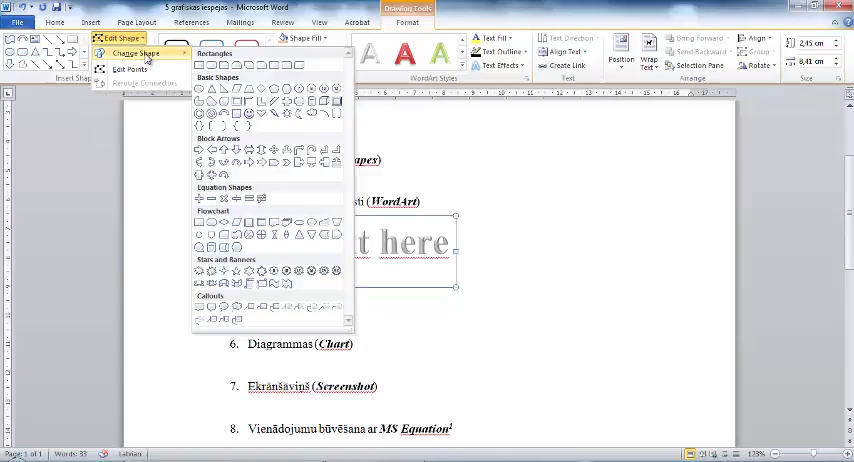 5 grafiskas iespejas - Microsoft Word
Drawing Tools
File Home Insert Page Layout References Mailings Review View Acrobat Format
Edit Shape
Change Shape
Edit Points
Reroute Connectors
Insert Shap
Shape Fill
WordArt Styles
Text Fill
Text Outline
Text Effects
Text Direction
Align Text
Create Link
Text
Position
Wrap Text
Bring Forward
Send Backward
Selection Pane
Align
Group
Rotate
Arrange
2,45 cm
8,41 cm
Size
Rectangles
Basic Shapes
Block Arrows
Equation Shapes
Flowchart
Stars and Banners
Callouts
apes)
sti (WordArt)
t here
6. Diagrammas (Chart)
7. Ekrānšāviņš (Screenshot)
8. Vienādojumu būvēšana ar MS Equation1
Page: 1 of 1 Words: 33 Latvian 123%